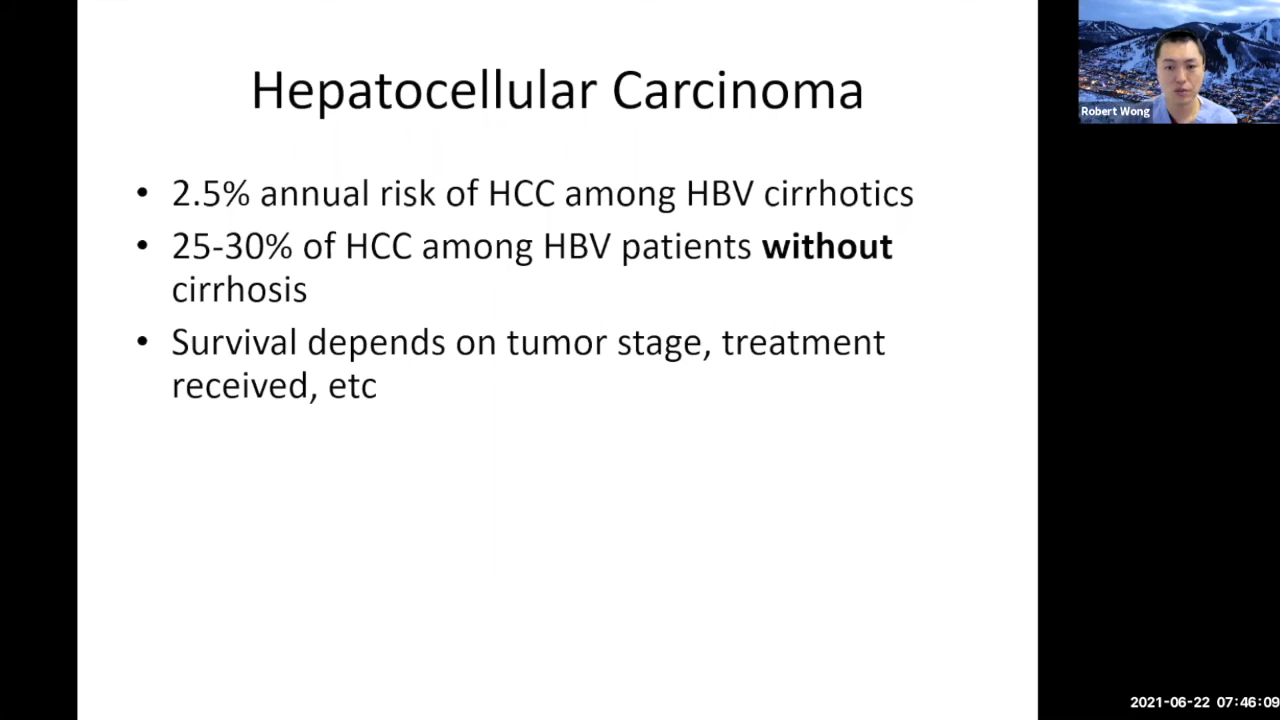 Hepatocellular Carcinoma
• 2.5% annual risk of HCC among HBV cirrhotics
• 25-30% of HCC among HBV patients without
cirrhosis
• Survival depends on tumor stage, treatment
received, etc
Robert Wong
2021-06-22 07:46:09